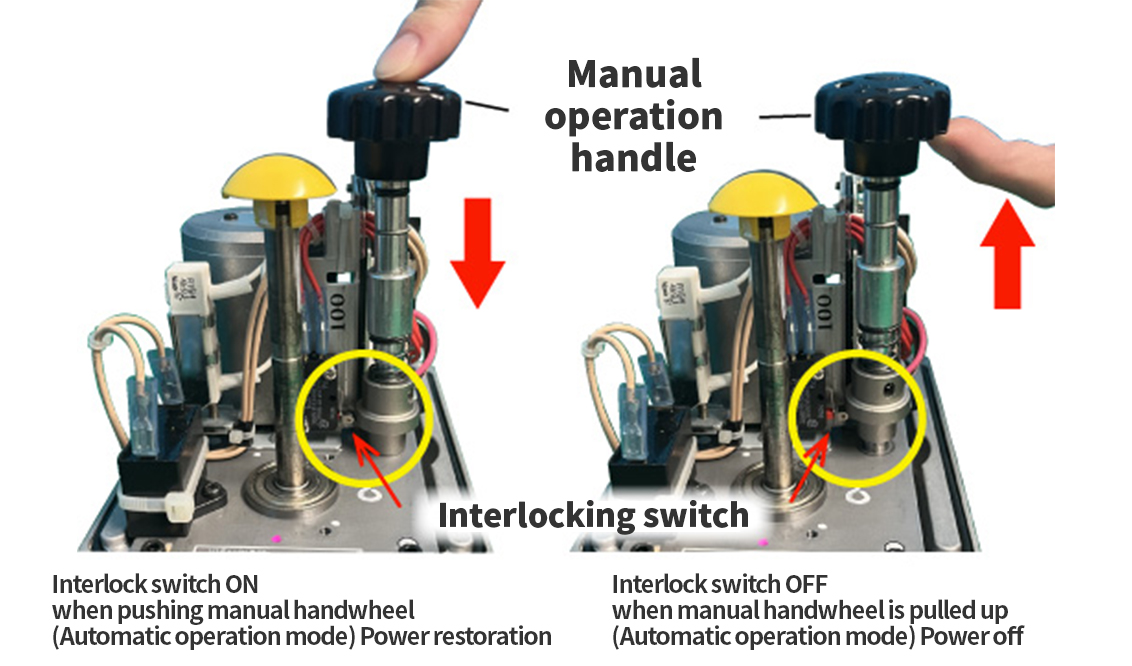 Manual
operation
handle
100
100
Interlocking switch
Interlock switch ON
when pushing manual handwheel
(Automatic operation mode) Power restoration
Interlock switch OFF
when manual handwheel is pulled up
(Automatic operation mode) Power off